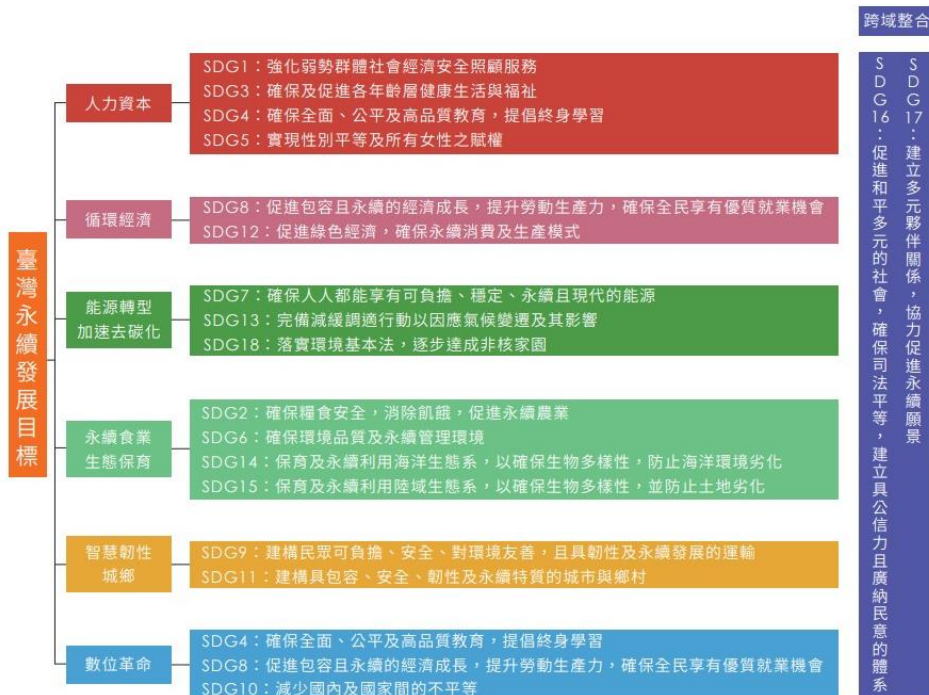 臺灣永續發展目標
人力資本
SDG1：強化弱勢群體社會經濟安全照顧服務
SDG3：確保及促進各年齡層健康生活與福祉
SDG4：確保全面、公平及高品質教育，提倡終身學習
SDG5：實現性別平等及所有女性之賦權
循環經濟
SDG8：促進包容且永續的經濟成長，提升勞動生產力，確保全民享有優質就業機會
SDG12：促進綠色經濟，確保永續消費及生產模式
能源轉型
加速去碳化
SDG7：確保人人都能享有可負擔、穩定、永續且現代的能源
SDG13：完備減緩調適行動以因應氣候變遷及其影響
SDG18：落實環境基本法，逐步達成非核家園
永續食業
生態保育
SDG2：確保糧食安全，消除飢餓，促進永續農業
SDG6：確保環境品質及永續管理環境
SDG14：保育及永續利用海洋生態系，以確保生物多樣性，防止海洋環境劣化
SDG15：保育及永續利用陸域生態系，以確保生物多樣性，並防止土地劣化
智慧韌性
城鄉
SDG9：建構民眾可負擔、安全、對環境友善，且具韌性及永續發展的運輸
SDG11：建構具包容、安全、韌性及永續特質的城市與鄉村
數位革命
SDG4：確保全面、公平及高品質教育，提倡終身學習
SDG8：促進包容且永續的經濟成長，提升勞動生產力，確保全民享有優質就業機會
SDG10：減少國內及國家間的不平等
跨域整合
SDG17：建立多元夥伴關係，協力促進永續願景
SDG16：促進和平多元的社會，確保司法平等，建立具公信力且廣納民意的體系